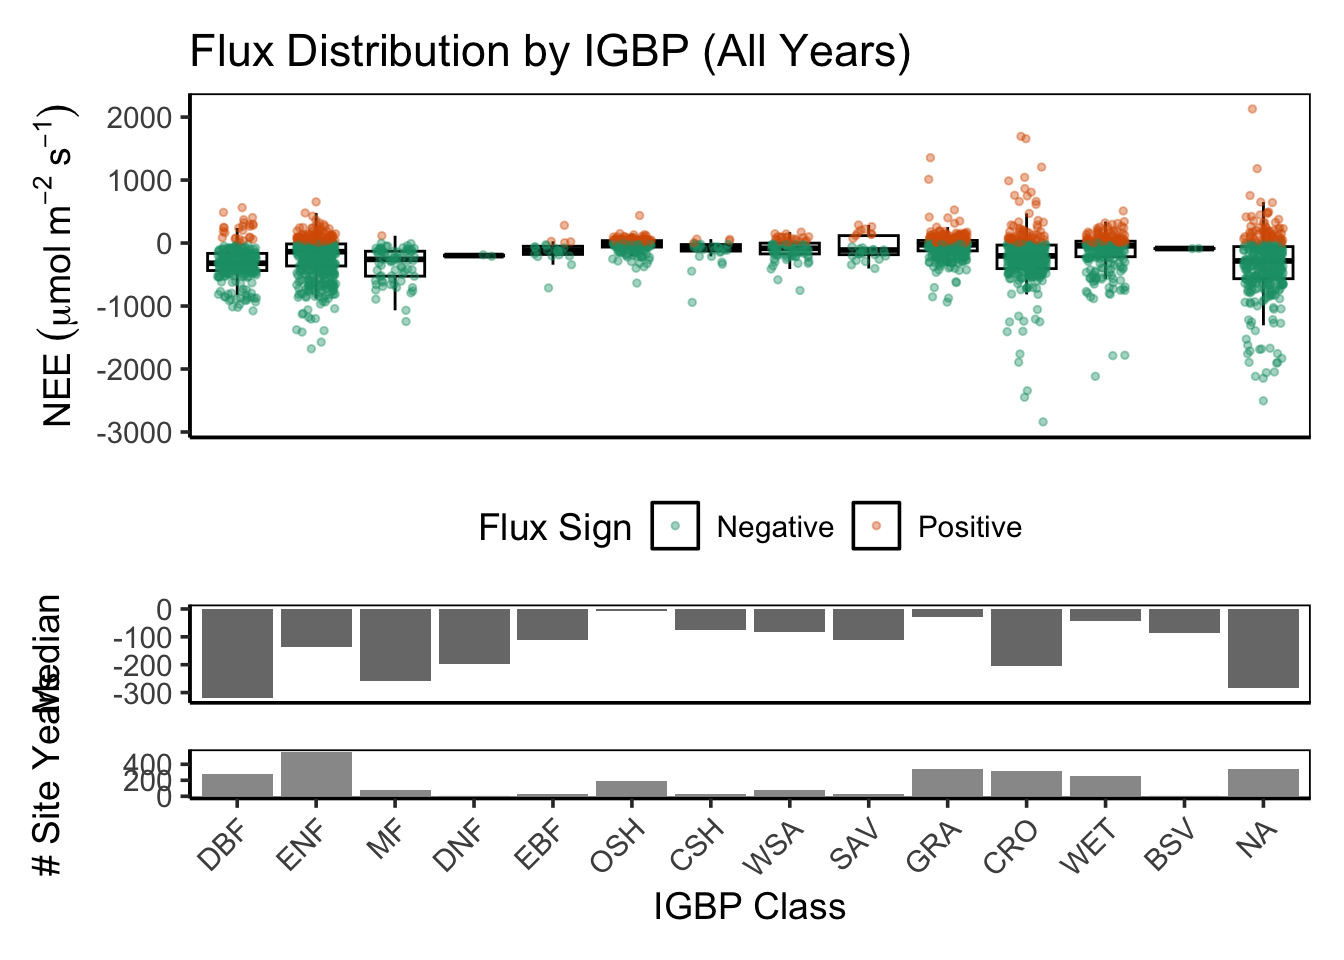 Flux Distribution by IGBP (All Years)
NEE (μmol m⁻² s⁻¹)
2000
1000
0
-1000
-2000
-3000
Flux Sign Negative Positive
Median
0
-100
-200
-300
# Site Years
400
200
0
DBF ENF MF DNF EBF OSH CSH WSA SAV GRA CRO WET BSV NA
IGBP Class